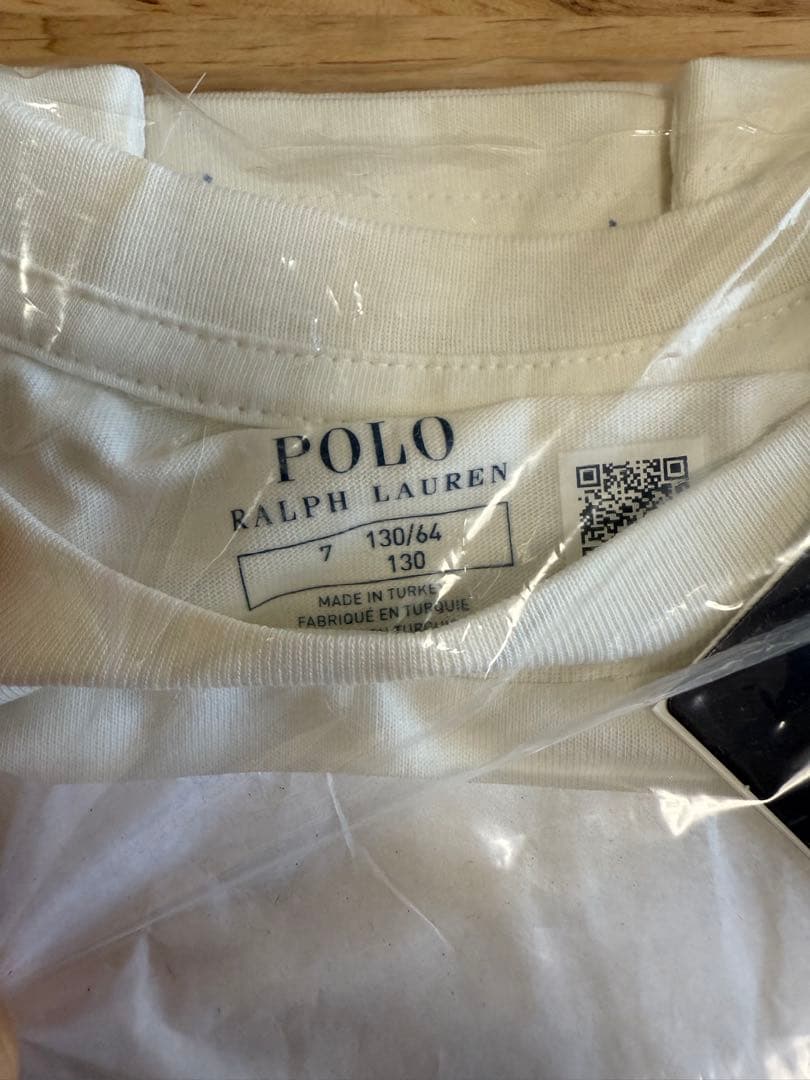 POLO
RALPH LAUREN
7 130/64
130
MADE IN TURKEY
FABRIQUÉ EN TURQUIE